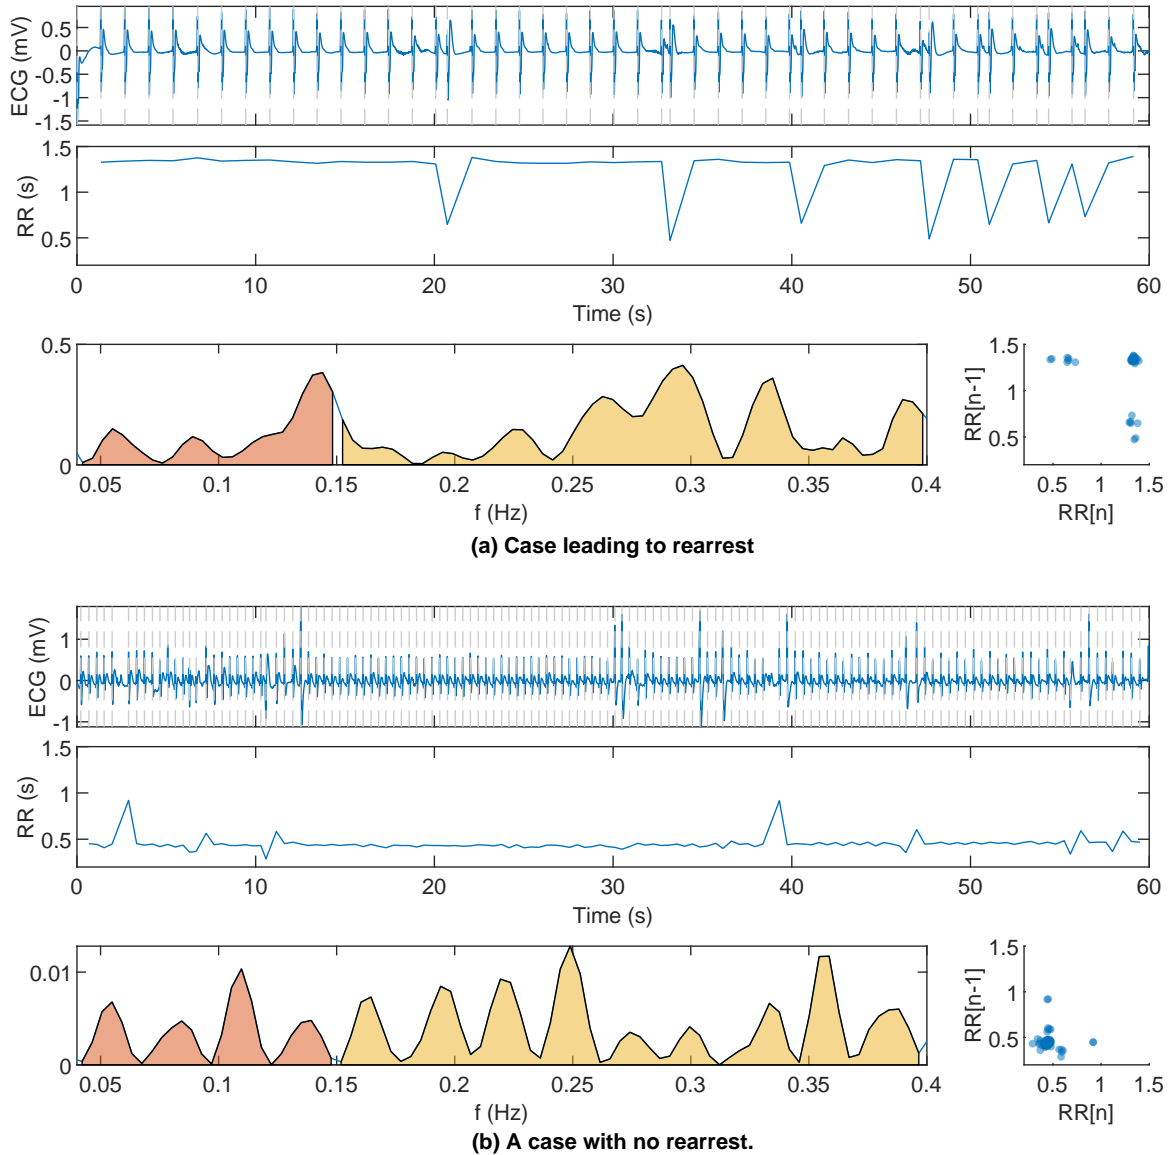 ECG (mV)
0.5
0
-0.5
-1
-1.5
RR (s)
1.5
1
0.5
0 10 20 30 40 50 60
Time (s)
0.5
0
0.05 0.1 0.15 0.2 0.25 0.3 0.35 0.4
f (Hz)
RR[n-1]
1.5
1
0.5
0.5 1 1.5
RR[n]
(a) Case leading to rearrest
ECG (mV)
1
0
-1
RR (s)
1.5
1
0.5
0 10 20 30 40 50 60
Time (s)
0.01
0
0.05 0.1 0.15 0.2 0.25 0.3 0.35 0.4
f (Hz)
RR[n-1]
1.5
1
0.5
0.5 1 1.5
RR[n]
(b) A case with no rearrest.